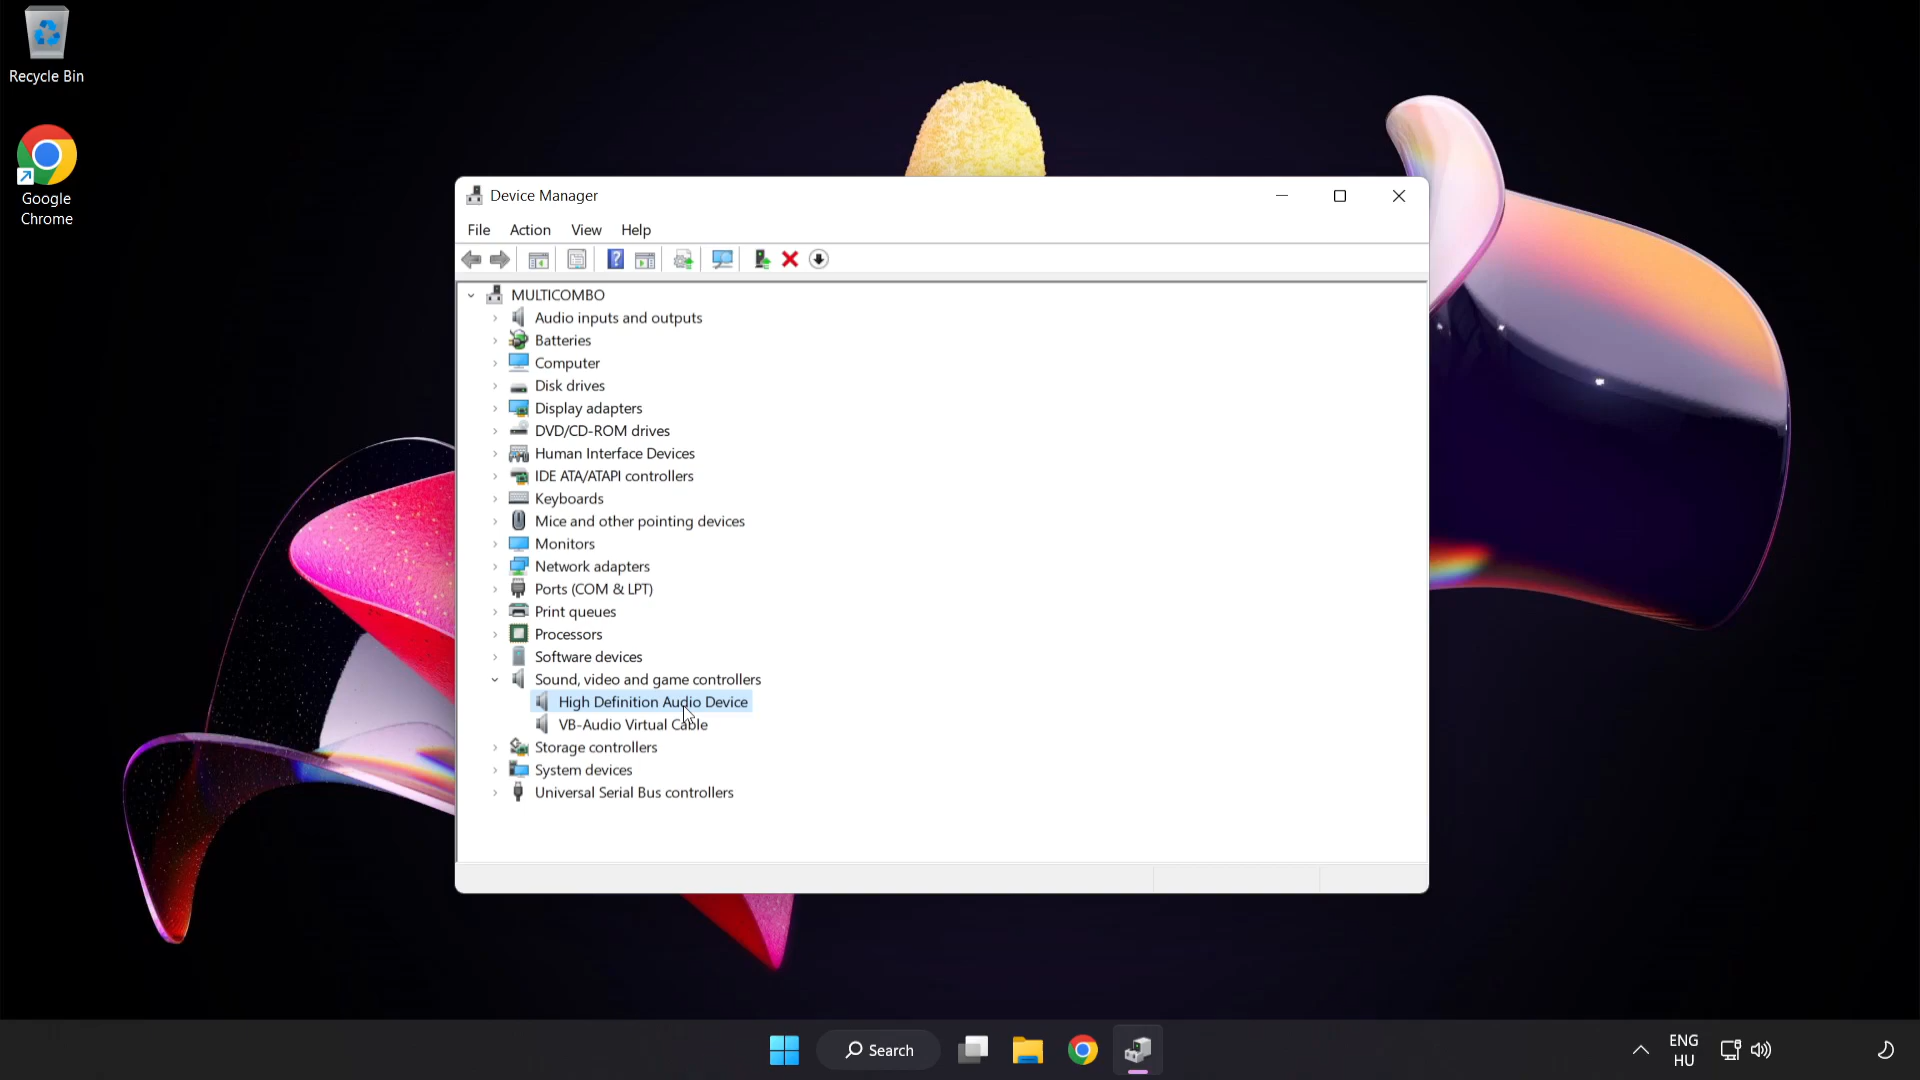 Recycle Bin
Google
Chrome
Device Manager
File Action View Help
MULTICOMBO
Audio inputs and outputs
Batteries
Computer
Disk drives
Display adapters
DVD/CD-ROM drives
Human Interface Devices
IDE ATA/ATAPI controllers
Keyboards
Mice and other pointing devices
Monitors
Network adapters
Ports (COM & LPT)
Print queues
Processors
Software devices
Sound, video and game controllers
High Definition Audio Device
VB-Audio Virtual Cable
Storage controllers
System devices
Universal Serial Bus controllers
Search
ENG
HU